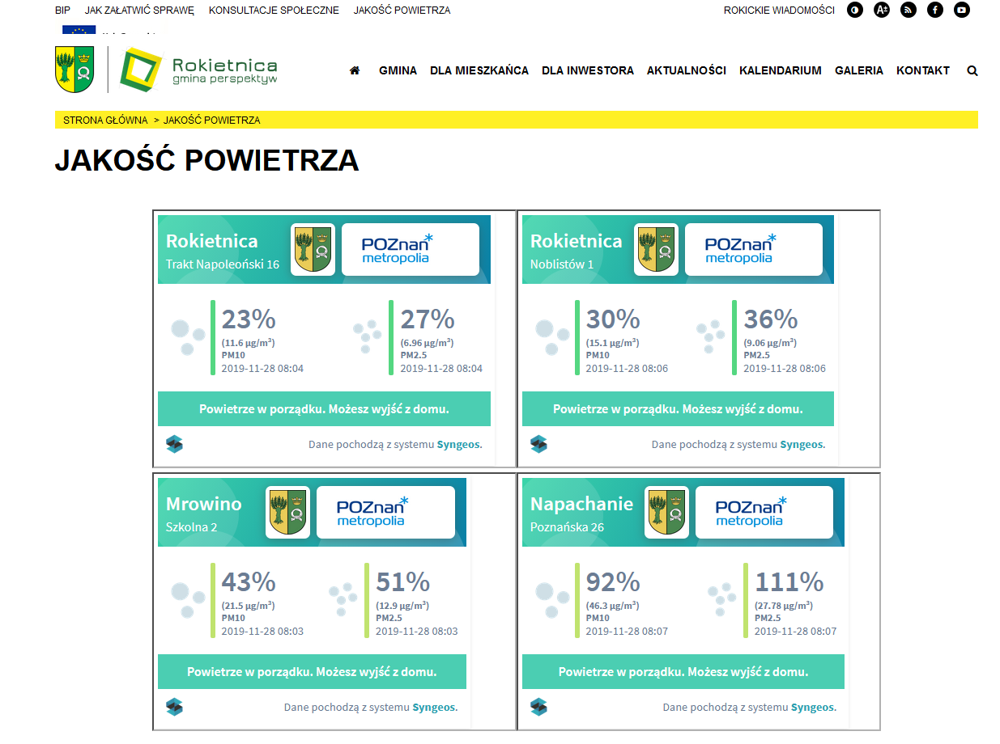 BIP JAK ZAŁATWIĆ SPRAWĘ KONSULTACJE SPOŁECZNE JAKOŚĆ POWIETRZA ROKICKIE WIADOMOŚCI A±
Rokietnica
gmina perspektyw
GMINA DLA MIESZKAŃCA DLA INWESTORA AKTUALNOŚCI KALENDARIUM GALERIA KONTAKT
STRONA GŁÓWNA > JAKOŚĆ POWIETRZA
JAKOŚĆ POWIETRZA
Rokietnica
Trakt Napoleoński 16
POZnan*
metropolia
23%
(11.6 µg/m³)
PM10
2019-11-28 08:04
27%
(6.96 µg/m³)
PM2.5
2019-11-28 08:04
Powietrze w porządku. Możesz wyjść z domu.
Dane pochodzą z systemu Syngeos.
Rokietnica
Noblistów 1
POZnan*
metropolia
30%
(15.1 µg/m³)
PM10
2019-11-28 08:06
36%
(9.06 µg/m³)
PM2.5
2019-11-28 08:06
Powietrze w porządku. Możesz wyjść z domu.
Dane pochodzą z systemu Syngeos.
Mrowino
Szkolna 2
POZnan*
metropolia
43%
(21.5 µg/m³)
PM10
2019-11-28 08:03
51%
(12.9 µg/m³)
PM2.5
2019-11-28 08:03
Powietrze w porządku. Możesz wyjść z domu.
Dane pochodzą z systemu Syngeos.
Napachanie
Poznańska 26
POZnan*
metropolia
92%
(46.3 µg/m³)
PM10
2019-11-28 08:07
111%
(27.78 µg/m³)
PM2.5
2019-11-28 08:07
Powietrze w porządku. Możesz wyjść z domu.
Dane pochodzą z systemu Syngeos.